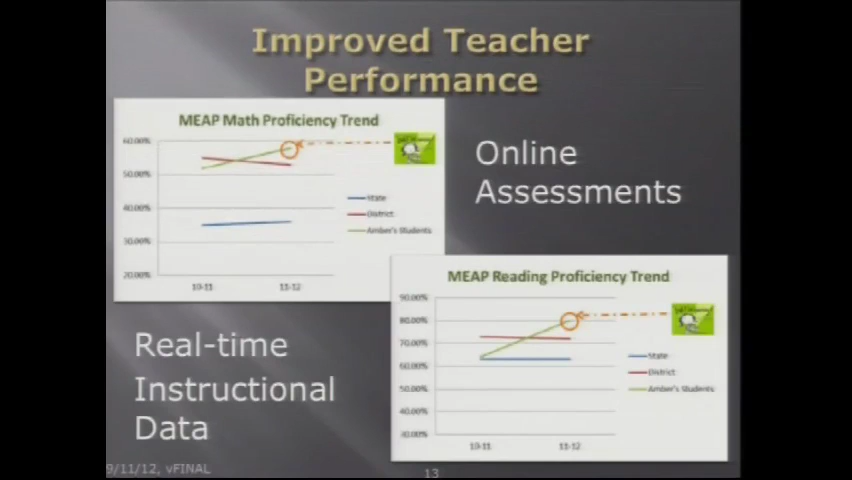 Improved Teacher
Performance
MEAP Math Proficiency Trend
60.00%
50.00%
40.00%
30.00%
20.00%
10-11
11-12
State
District
Amber's Students
Online
Assessments
MEAP Reading Proficiency Trend
90.00%
80.00%
70.00%
60.00%
50.00%
40.00%
30.00%
10-11
11-12
State
District
Amber's Students
Real-time
Instructional
Data
9/11/12, vFINAL
13